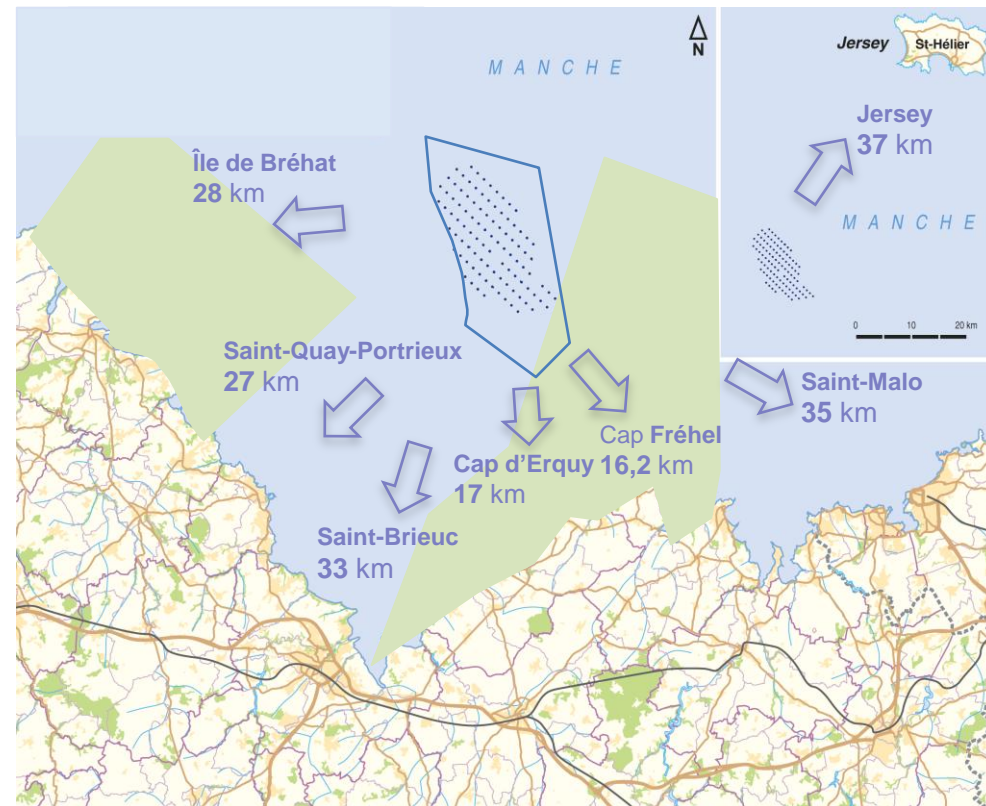 N
MANCHE
Île de Bréhat
28 km
Saint-Quay-Portrieux
27 km
Saint-Brieuc
33 km
Cap d'Erquy
17 km
Cap Fréhel
16,2 km
Jersey
St-Hélier
Jersey
37 km
MANCHE
0 10 20 km
Saint-Malo
35 km